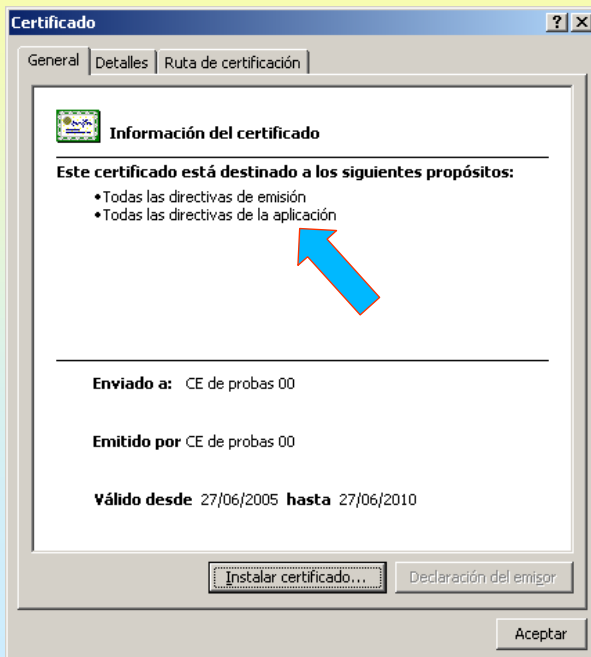 Certificado
General Detalles Ruta de certificación
Información del certificado
Este certificado está destinado a los siguientes propósitos:
•Todas las directivas de emisión
•Todas las directivas de la aplicación
Enviado a: CE de probas 00
Emitido por CE de probas 00
Válido desde 27/06/2005 hasta 27/06/2010
Instalar certificado... Declaración del emisor
Aceptar